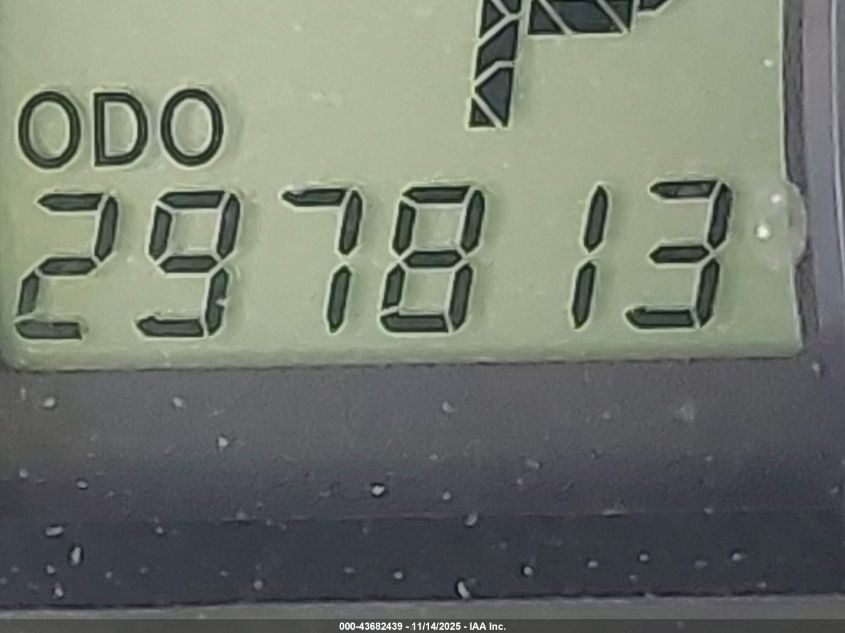 P
ODO
297813
000-43682439 - 11/14/2025 - IAA Inc.